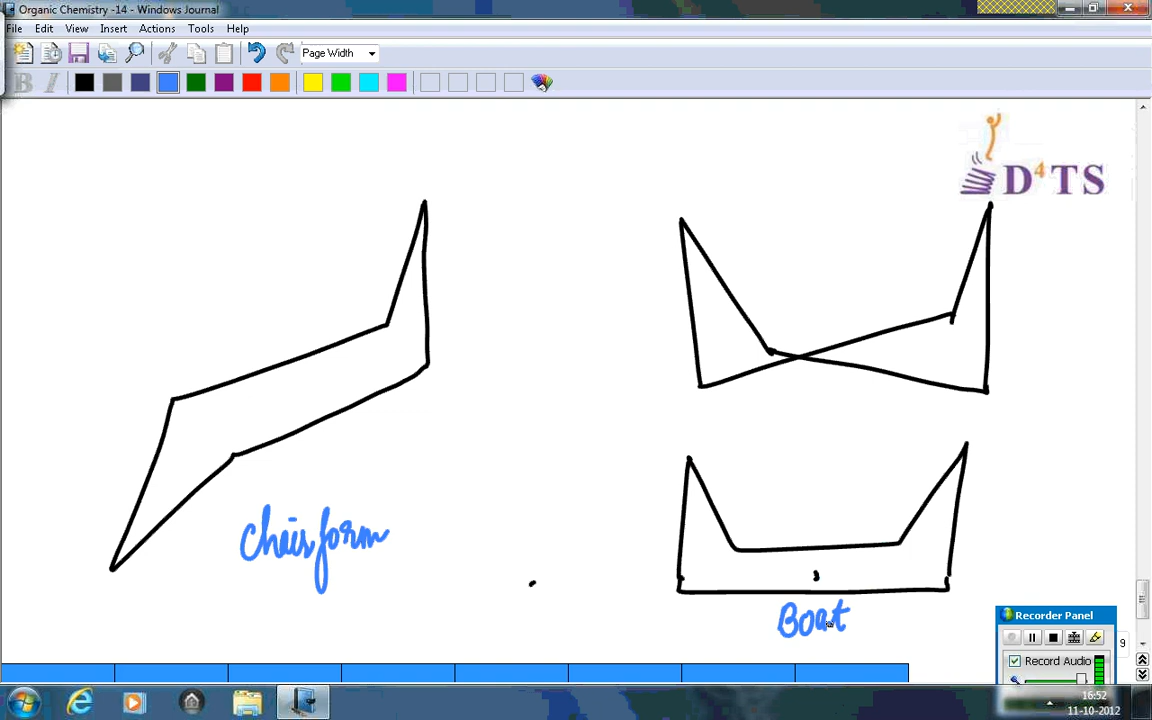 Organic Chemistry -14 - Windows Journal
File Edit View Insert Actions Tools Help
Page Width
B I
D4TS
Chair form
Boat
Recorder Panel
9
Record Audio
16:52
11-10-2012